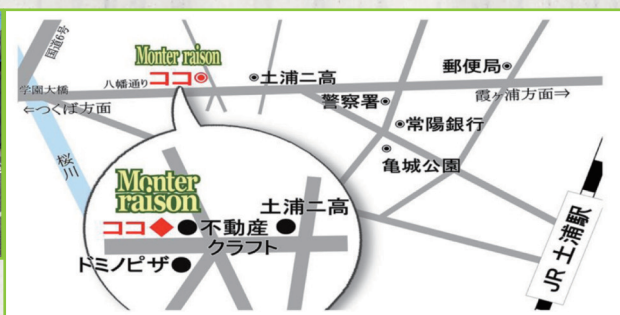 国道6号
Monter raison
八幡通り ココ
土浦二高
郵便局
学園大橋
⇐つくば方面
警察署
霞ヶ浦方面⇒
常陽銀行
亀城公園
桜川
Monter
raison
土浦二高
ココ
不動産
クラフト
ドミノピザ
JR 土浦駅